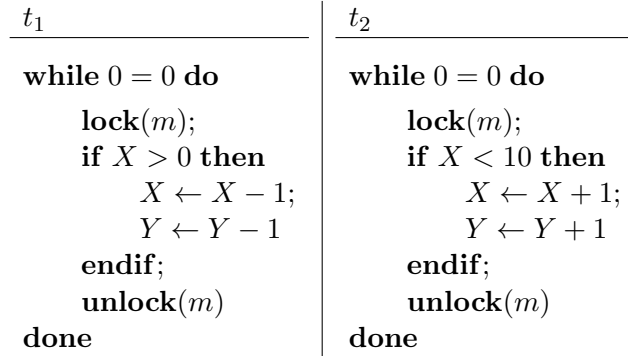 t₁
while 0 = 0 do
lock(m);
if X > 0 then
X ← X − 1;
Y ← Y − 1
endif;
unlock(m)
done
t₂
while 0 = 0 do
lock(m);
if X < 10 then
X ← X + 1;
Y ← Y + 1
endif;
unlock(m)
done